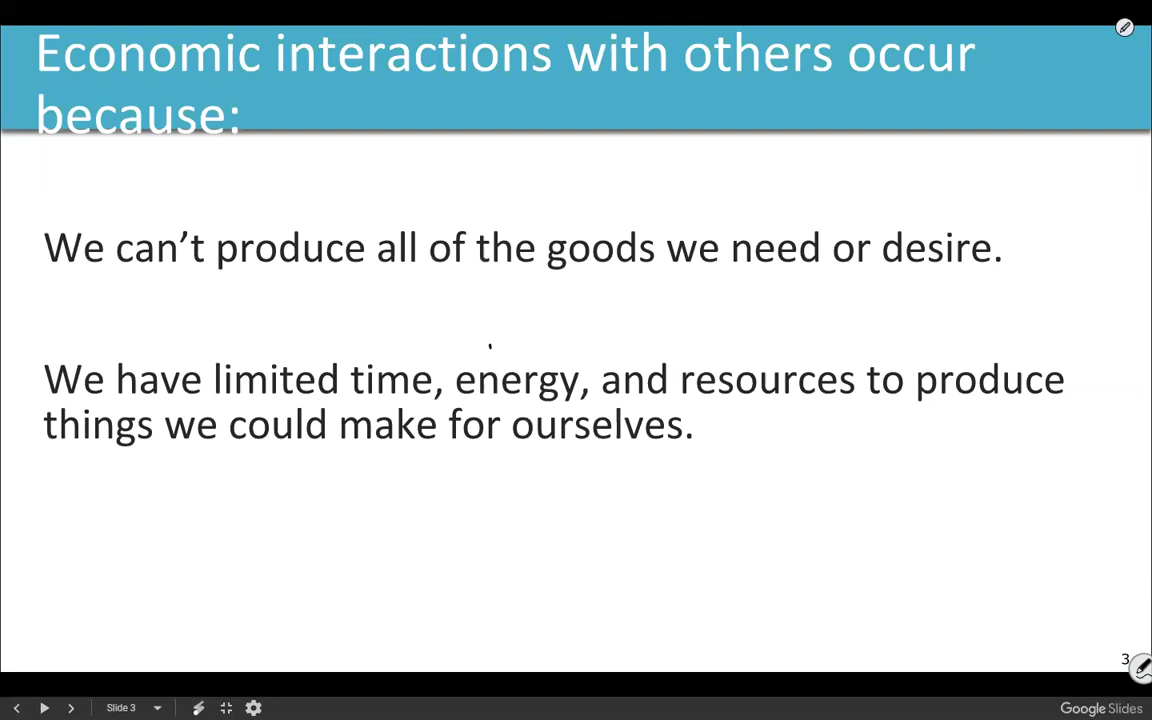 Economic interactions with others occur
because:
We can’t produce all of the goods we need or desire.
We have limited time, energy, and resources to produce
things we could make for ourselves.
3
Slide 3
Google Slides